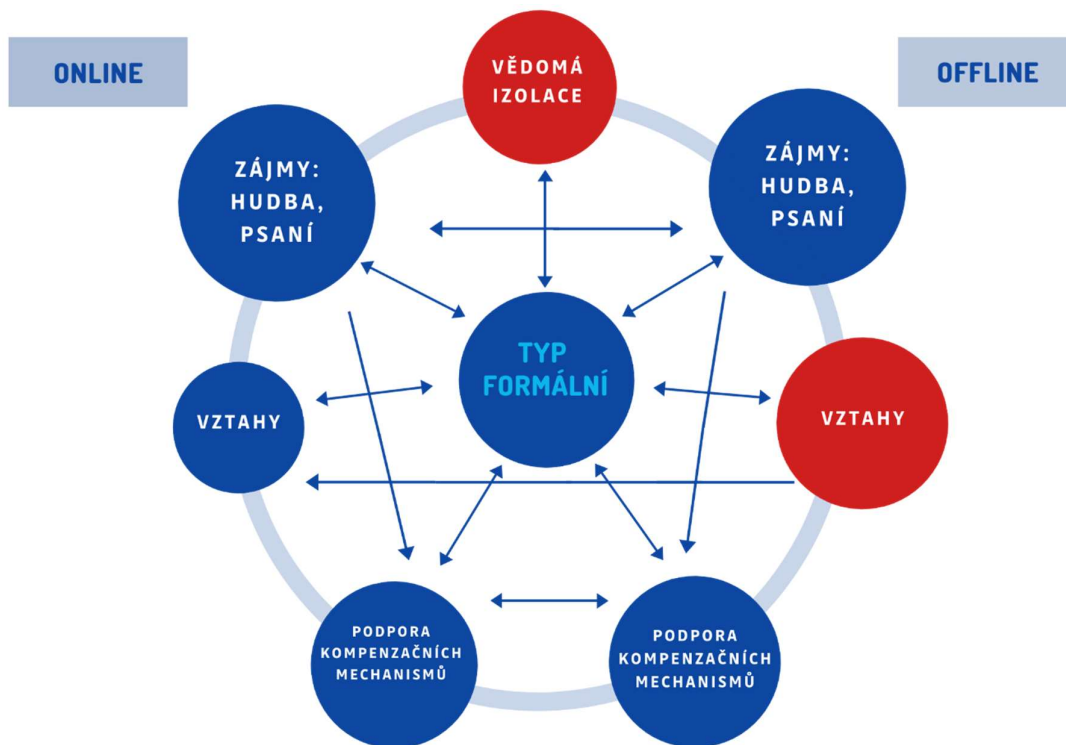 ONLINE
OFFLINE
VĚDOMÁ
IZOLACE
ZÁJMY:
HUDBA,
PSANÍ
ZÁJMY:
HUDBA,
PSANÍ
TYP
FORMÁLNÍ
VZTAHY
VZTAHY
PODPORA
KOMPENZAČNÍCH
MECHANISMŮ
PODPORA
KOMPENZAČNÍCH
MECHANISMŮ